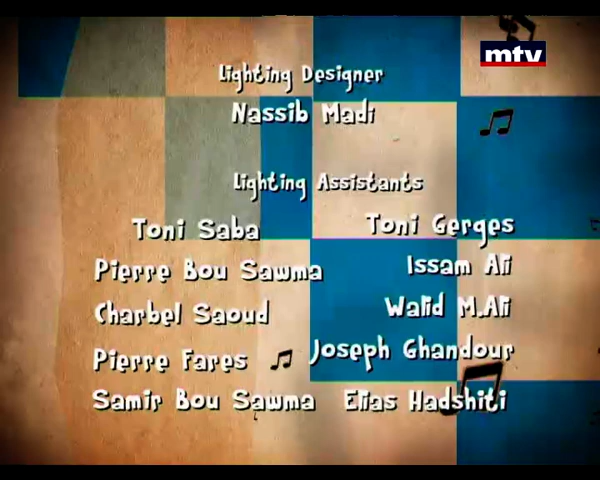 mtv
Lighting Designer
Nassib Madi
Lighting Assistants
Toni Saba Toni Gerges
Pierre Bou Sawma Issam Ali
Charbel Saoud Walid M.Ali
Pierre Fares Joseph Ghandour
Samir Bou Sawma Elias Hadshiti